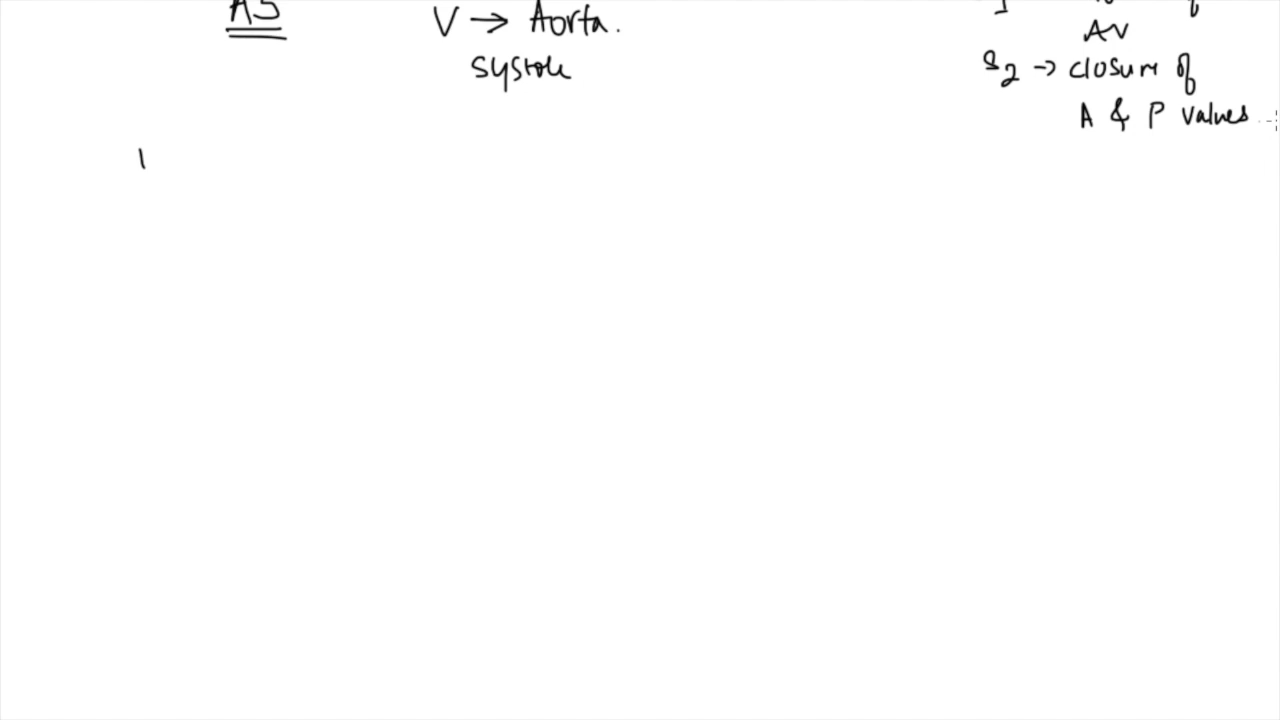 AS
V → Aorta.
systole
AV
S2 → closure of
A & P valves